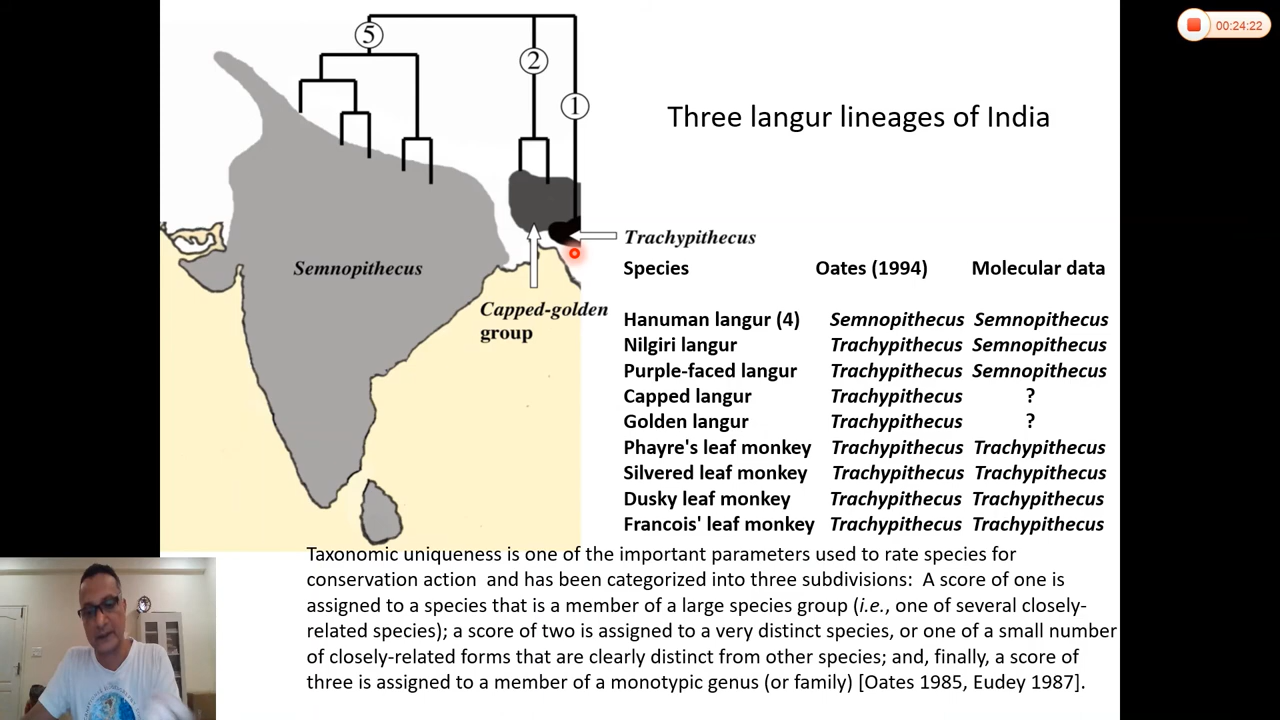 00:24:22
5
2
1
Three langur lineages of India
Trachypithecus
Semnopithecus
Capped-golden
group
Species Oates (1994) Molecular data
Hanuman langur (4) Semnopithecus Semnopithecus
Nilgiri langur Trachypithecus Semnopithecus
Purple-faced langur Trachypithecus Semnopithecus
Capped langur Trachypithecus ?
Golden langur Trachypithecus ?
Phayre's leaf monkey Trachypithecus Trachypithecus
Silvered leaf monkey Trachypithecus Trachypithecus
Dusky leaf monkey Trachypithecus Trachypithecus
Francois' leaf monkey Trachypithecus Trachypithecus
Taxonomic uniqueness is one of the important parameters used to rate species for
conservation action and has been categorized into three subdivisions: A score of one is
assigned to a species that is a member of a large species group (i.e., one of several closely-
related species); a score of two is assigned to a very distinct species, or one of a small number
of closely-related forms that are clearly distinct from other species; and, finally, a score of
three is assigned to a member of a monotypic genus (or family) [Oates 1985, Eudey 1987].